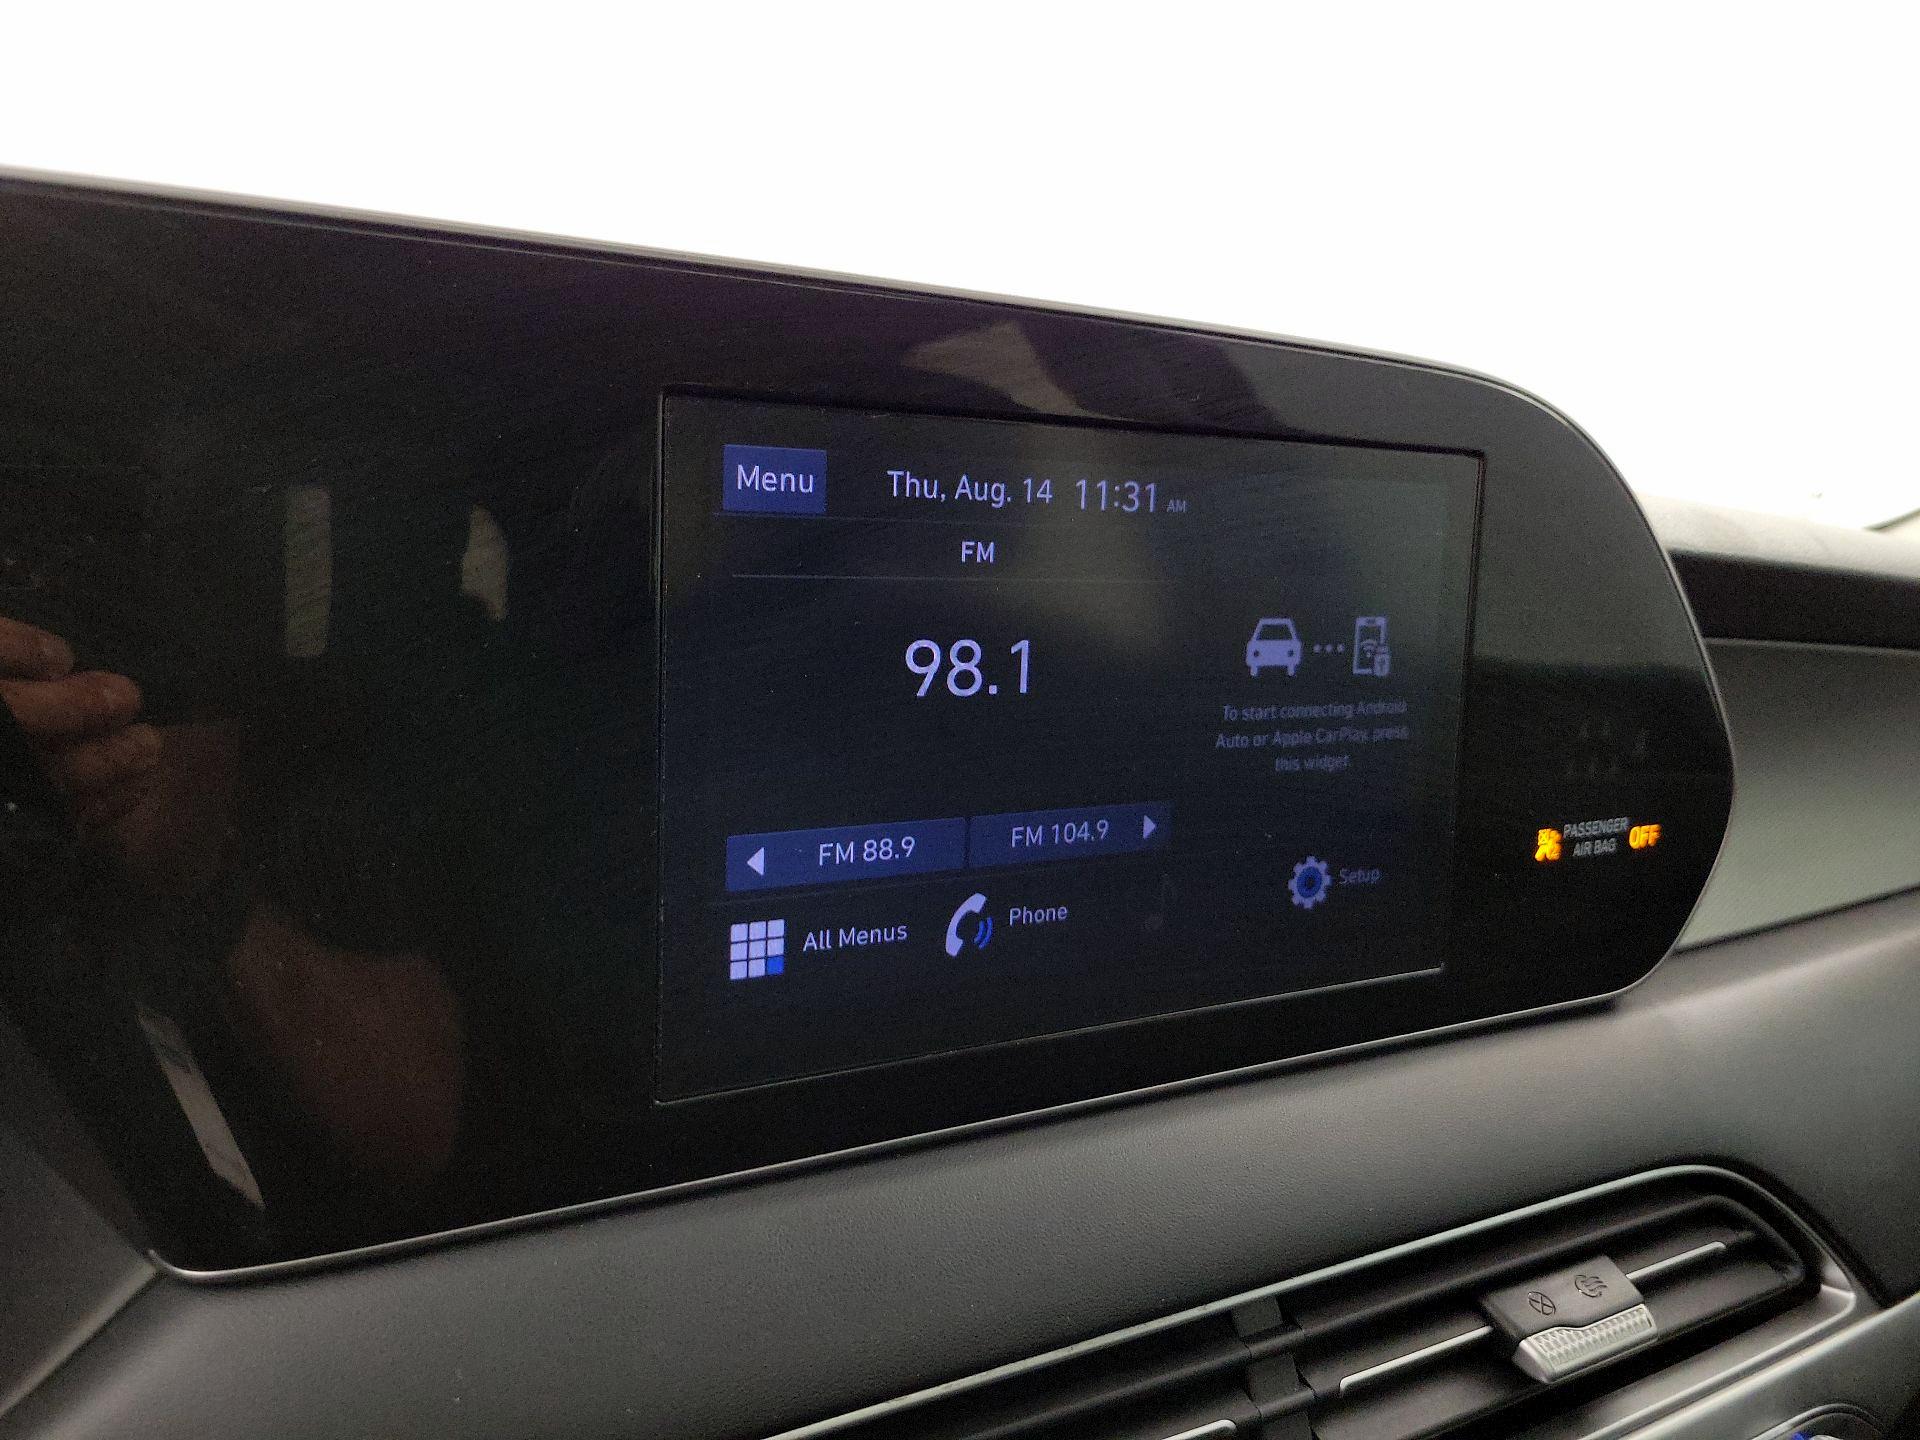 Menu
Thu, Aug. 14 11:31 AM
FM
98.1
To start connecting Android
Auto or Apple CarPlay, press
this widget.
FM 88.9
FM 104.9
All Menus
Phone
Setup
PASSENGER
AIR BAG
OFF